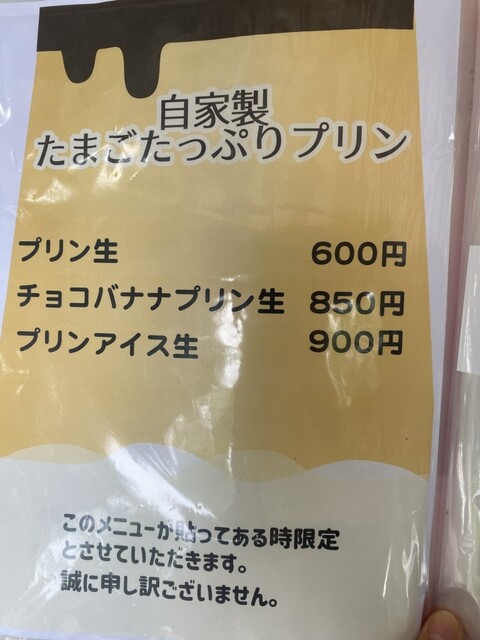 自家製
たまごたっぷりプリン
プリン生 600円
チョコバナナプリン生 850円
プリンアイス生 900円
このメニューが貼ってある時限定
とさせていただきます。
誠に申し訳ございません。